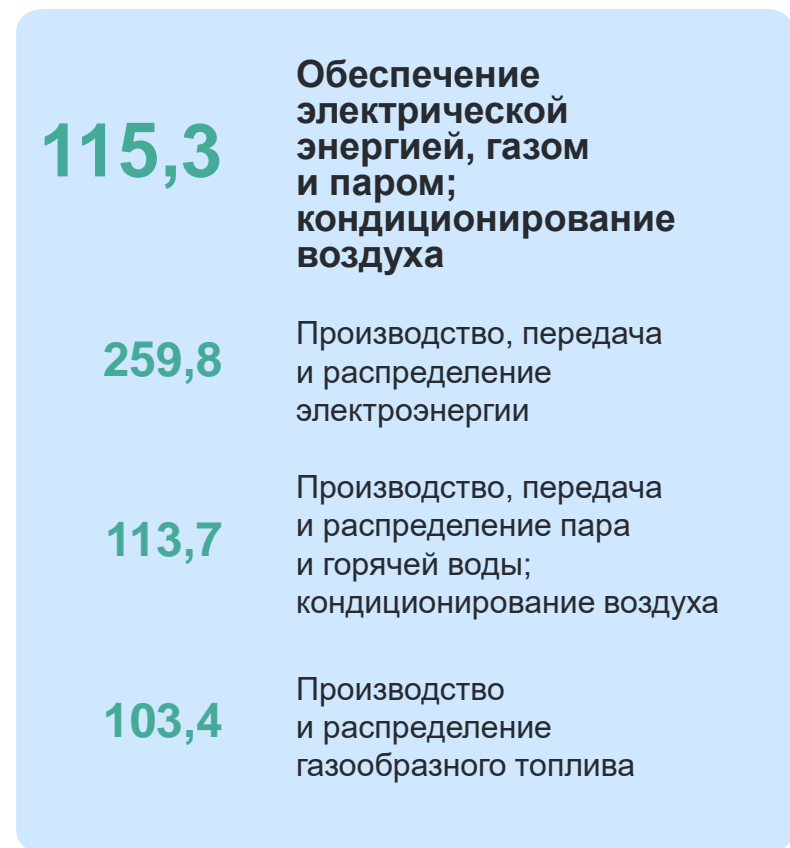 115,3
Обеспечение
электрической
энергией, газом
и паром;
кондиционирование
воздуха
259,8
Производство, передача
и распределение
электроэнергии
113,7
Производство, передача
и распределение пара
и горячей воды;
кондиционирование воздуха
103,4
Производство
и распределение
газообразного топлива